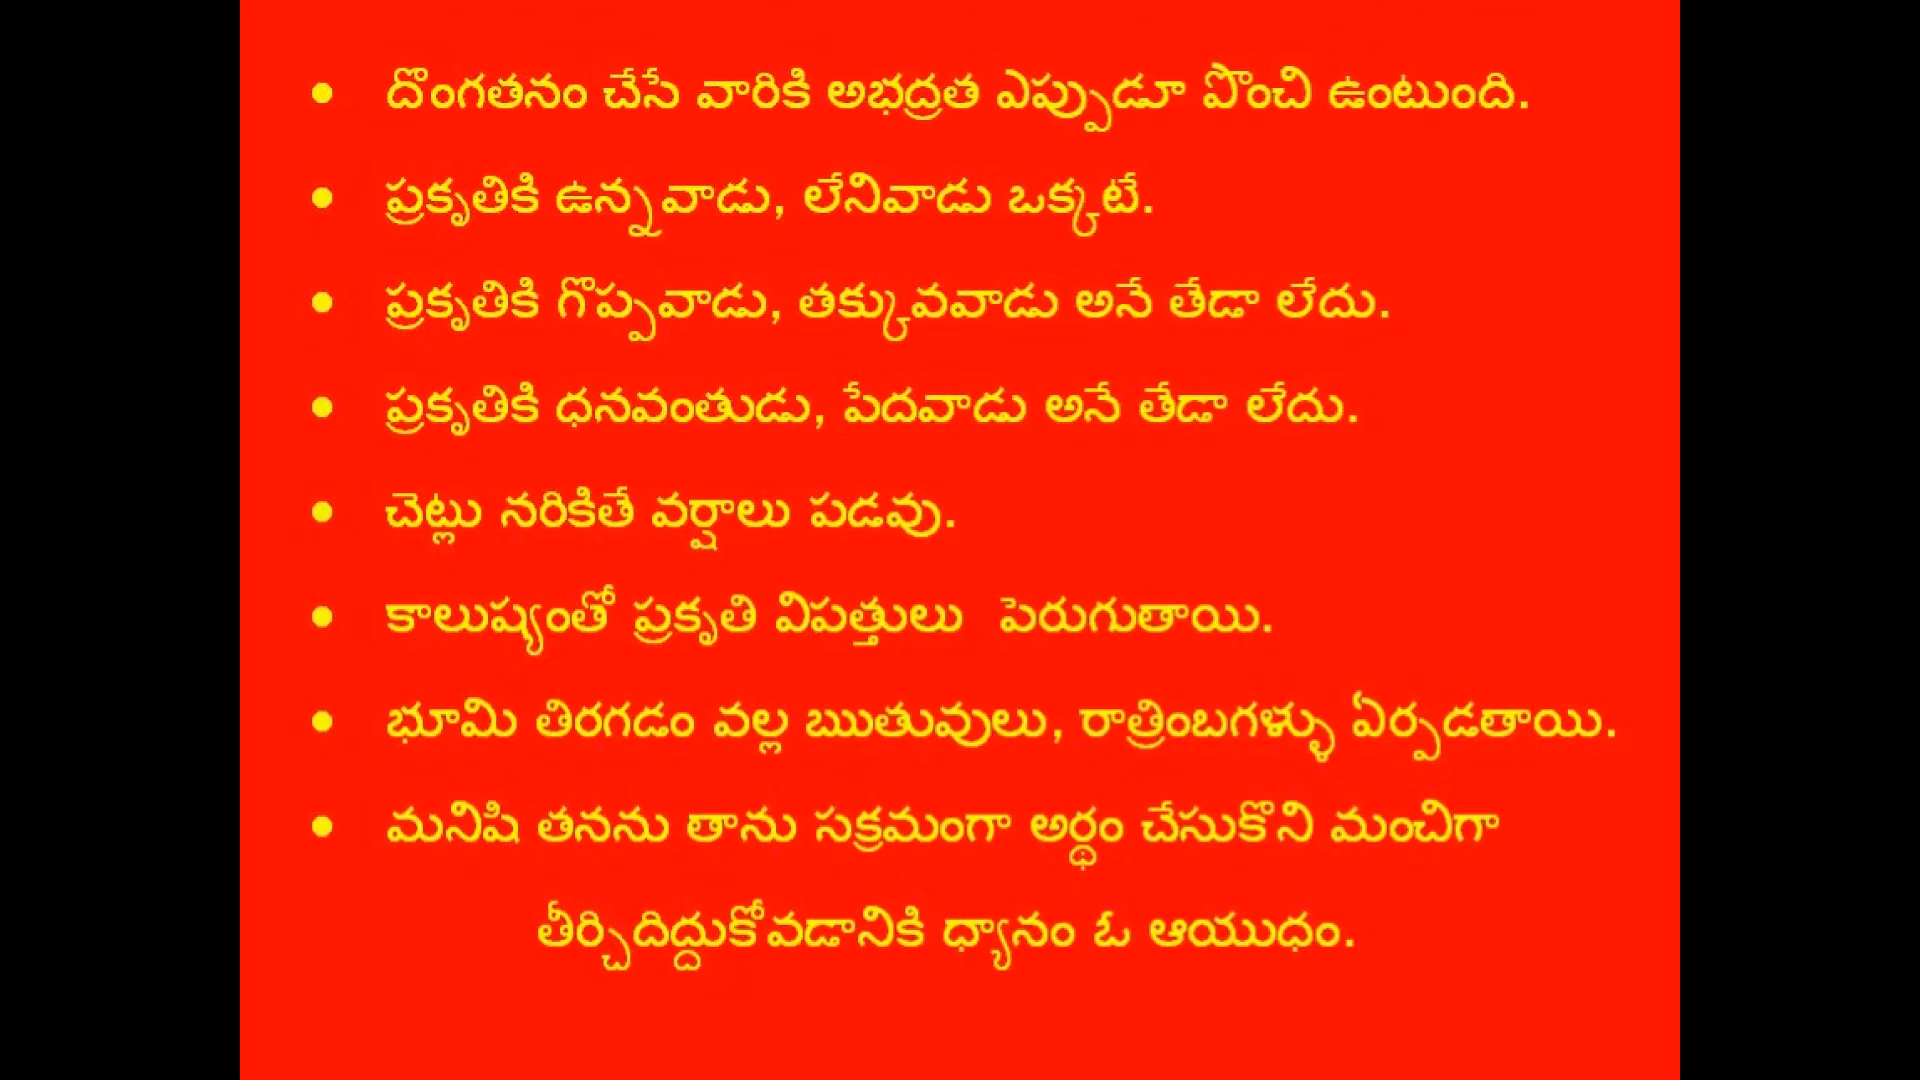 • దొంగతనం చేసే వారికి అభద్రత ఎప్పుడూ పొంచి ఉంటుంది.
• ప్రకృతికి ఉన్నవాడు, లేనివాడు ఒక్కటే.
• ప్రకృతికి గొప్పవాడు, తక్కువవాడు అనే తేడా లేదు.
• ప్రకృతికి ధనవంతుడు, పేదవాడు అనే తేడా లేదు.
• చెట్లు నరికితే వర్షాలు పడవు.
• కాలుష్యంతో ప్రకృతి విపత్తులు  పెరుగుతాయి.
• భూమి తిరగడం వల్ల ఋతువులు, రాత్రింబగళ్ళు ఏర్పడతాయి.
• మనిషి తనను తాను సక్రమంగా అర్థం చేసుకొని మంచిగా
తీర్చిదిద్దుకోవడానికి ధ్యానం ఓ ఆయుధం.